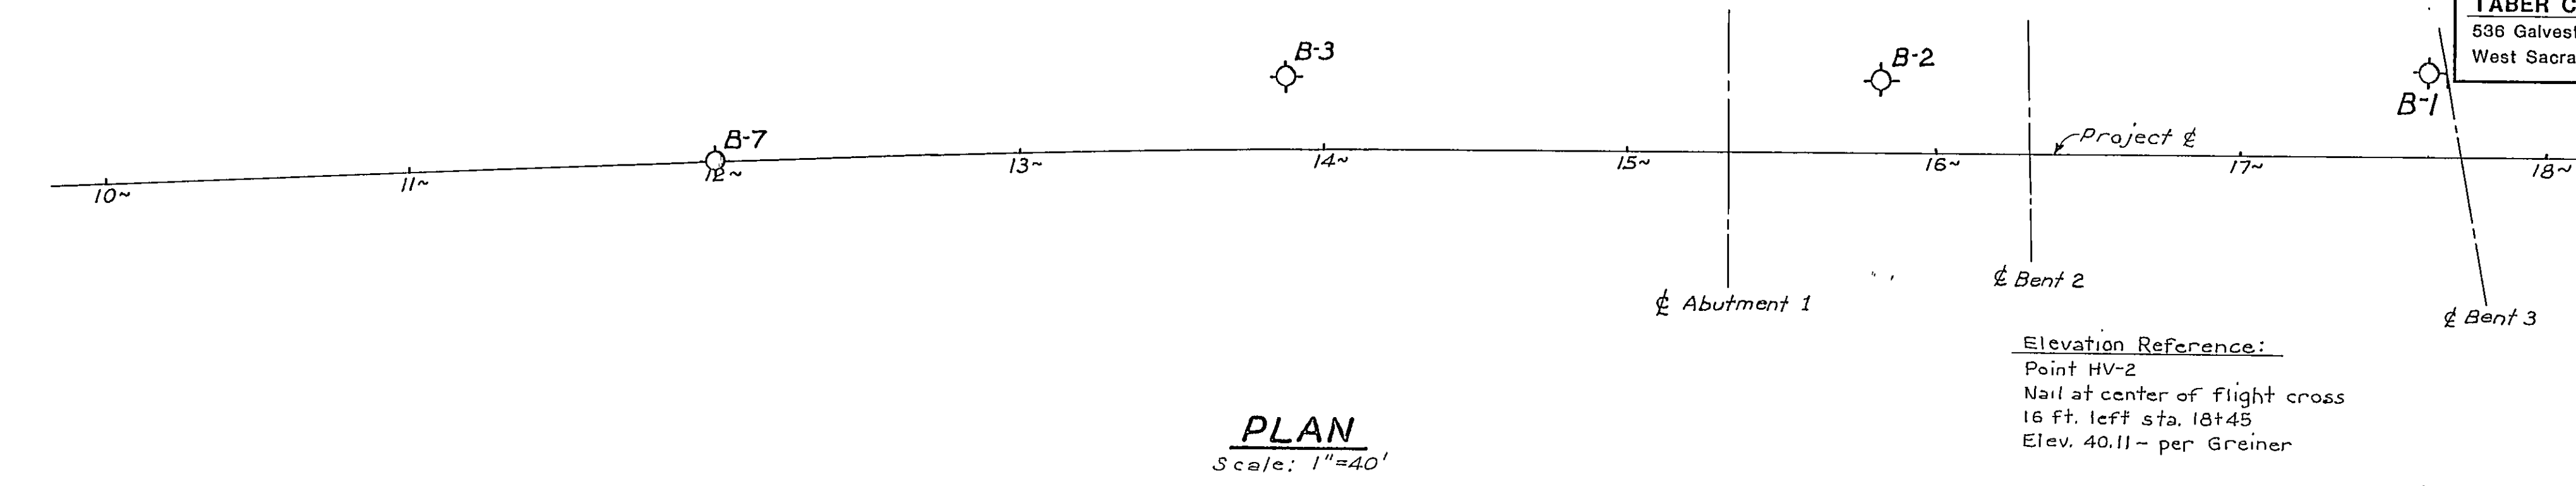 TABER
536
West
B-3
B-2
B-1
B-7
Project ℄
10~
11~
12~
13~
14~
15~
16~
17~
18~
℄ Abutment 1
℄ Bent 2
℄ Bent 3
Elevation Reference:
Point HV-2
Nail at center of flight cross
16 ft. left sta. 18+45
Elev. 40.11~ per Greiner
PLAN
Scale: 1"=40'